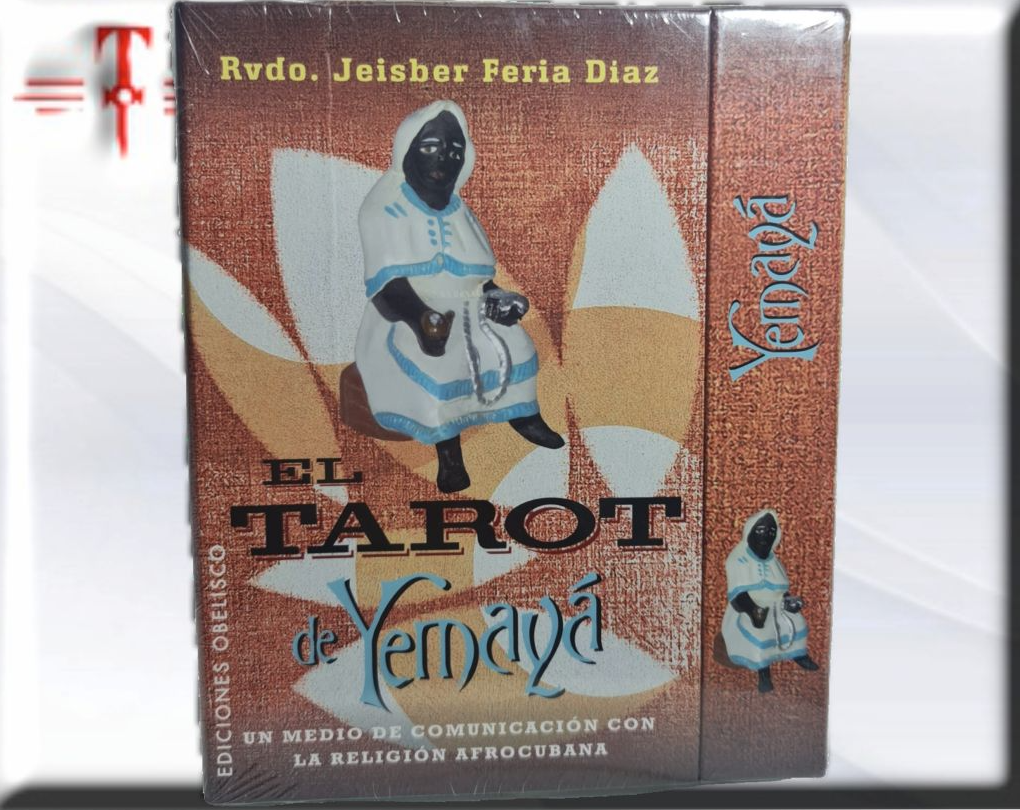 Rvdo. Jeisber Feria Diaz
EL
TAROT
de Yemayá
UN MEDIO DE COMUNICACIÓN CON
LA RELIGIÓN AFROCUBANA
EDICIONES OBELISCO
Yemayá